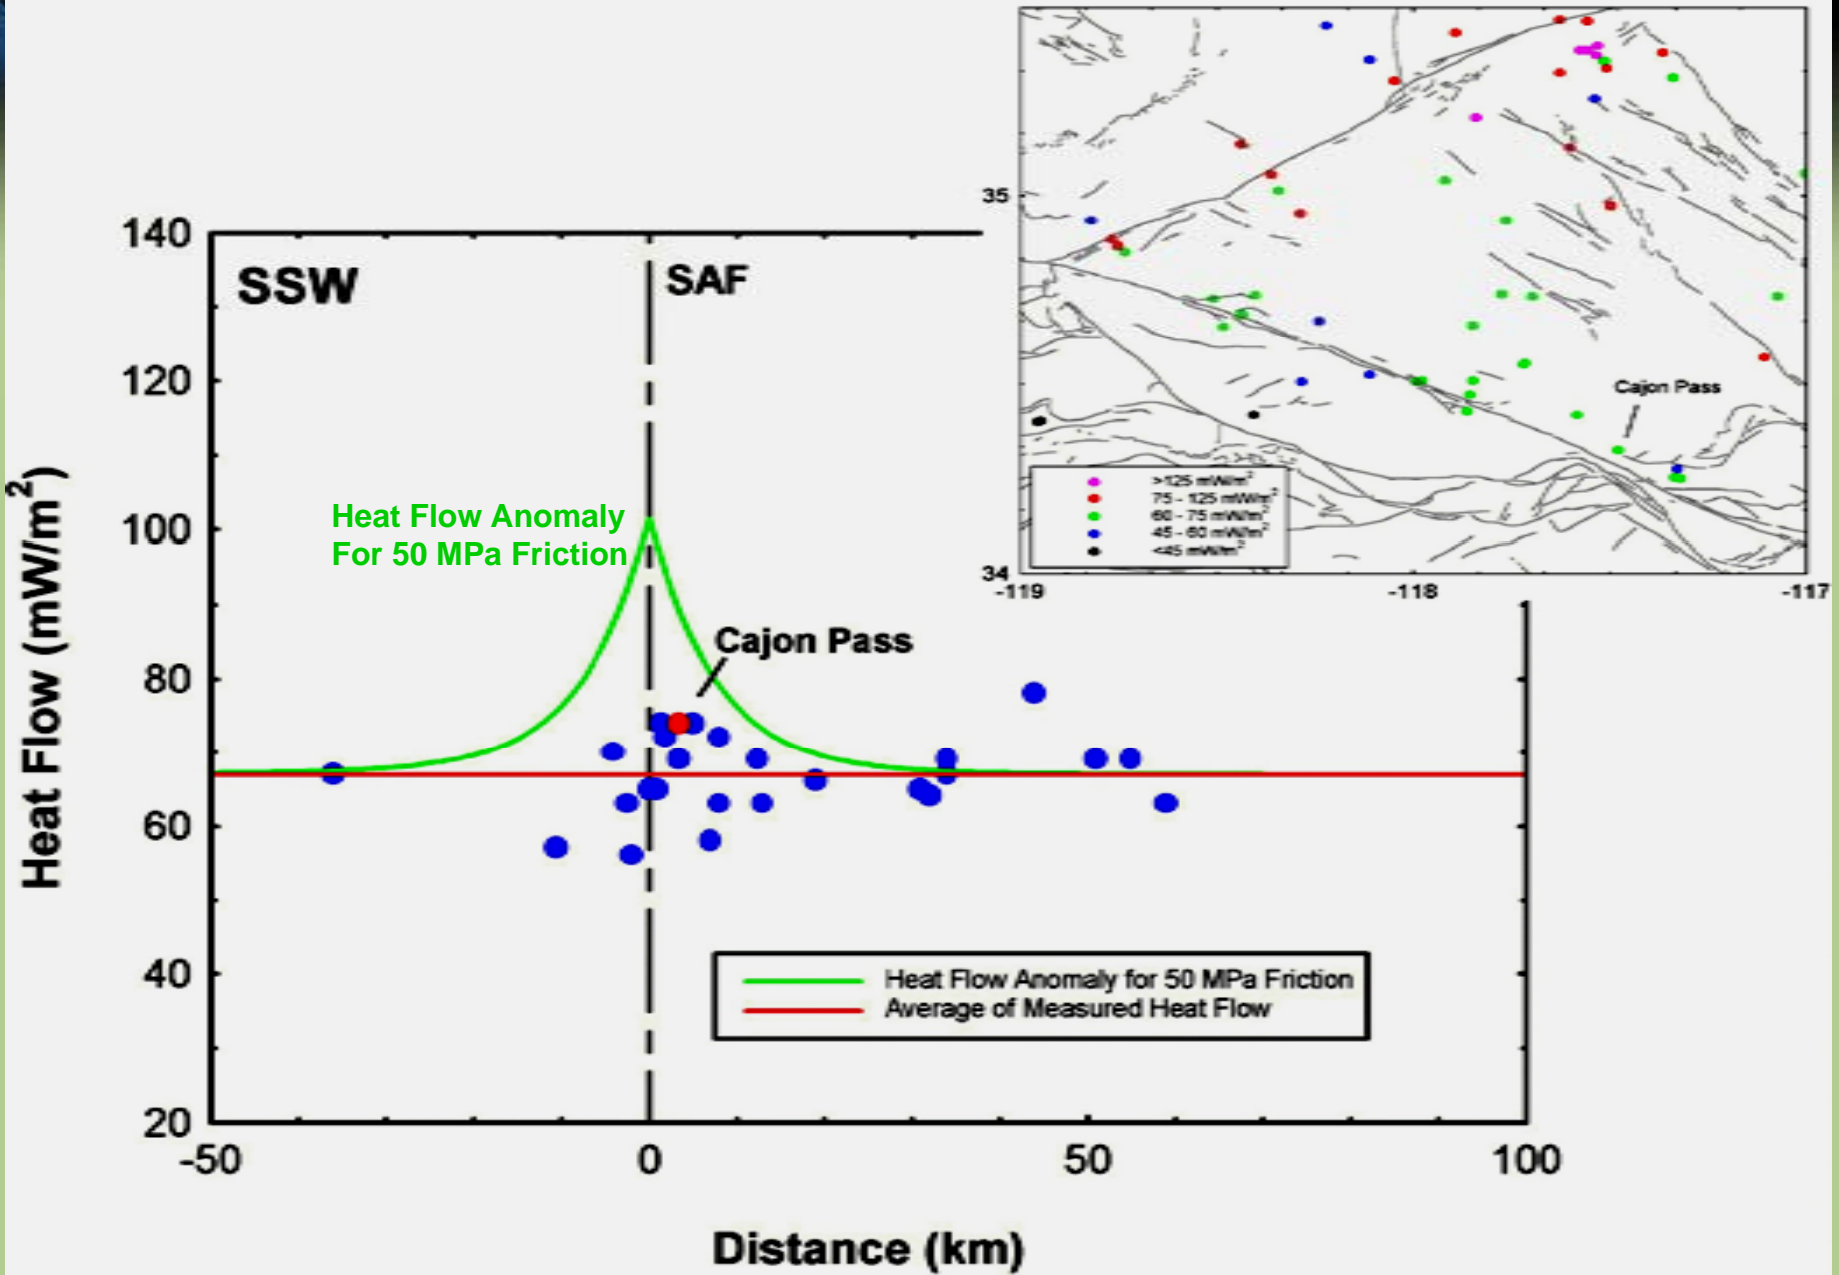 140
120
100
80
60
40
20
-50
0
50
100
Heat Flow (mW/m²)
Distance (km)
SSW
SAF
Heat Flow Anomaly
For 50 MPa Friction
Cajon Pass
Heat Flow Anomaly for 50 MPa Friction
Average of Measured Heat Flow
35
34
-119
-118
-117
Cajon Pass
>125 mW/m²
75 - 125 mW/m²
60 - 75 mW/m²
45 - 60 mW/m²
<45 mW/m²